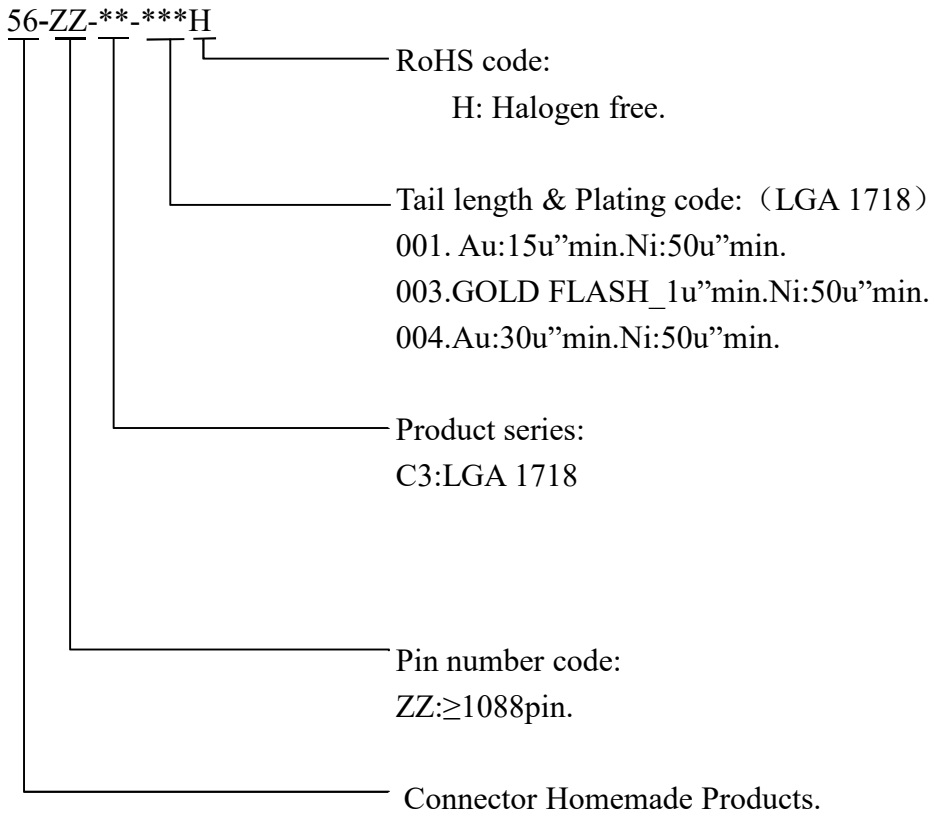 56-ZZ-**-***H
RoHS code:
H: Halogen free.
Tail length & Plating code:（LGA 1718）
001. Au:15u”min.Ni:50u”min.
003.GOLD FLASH_1u”min.Ni:50u”min.
004.Au:30u”min.Ni:50u”min.
Product series:
C3:LGA 1718
Pin number code:
ZZ:≥1088pin.
Connector Homemade Products.